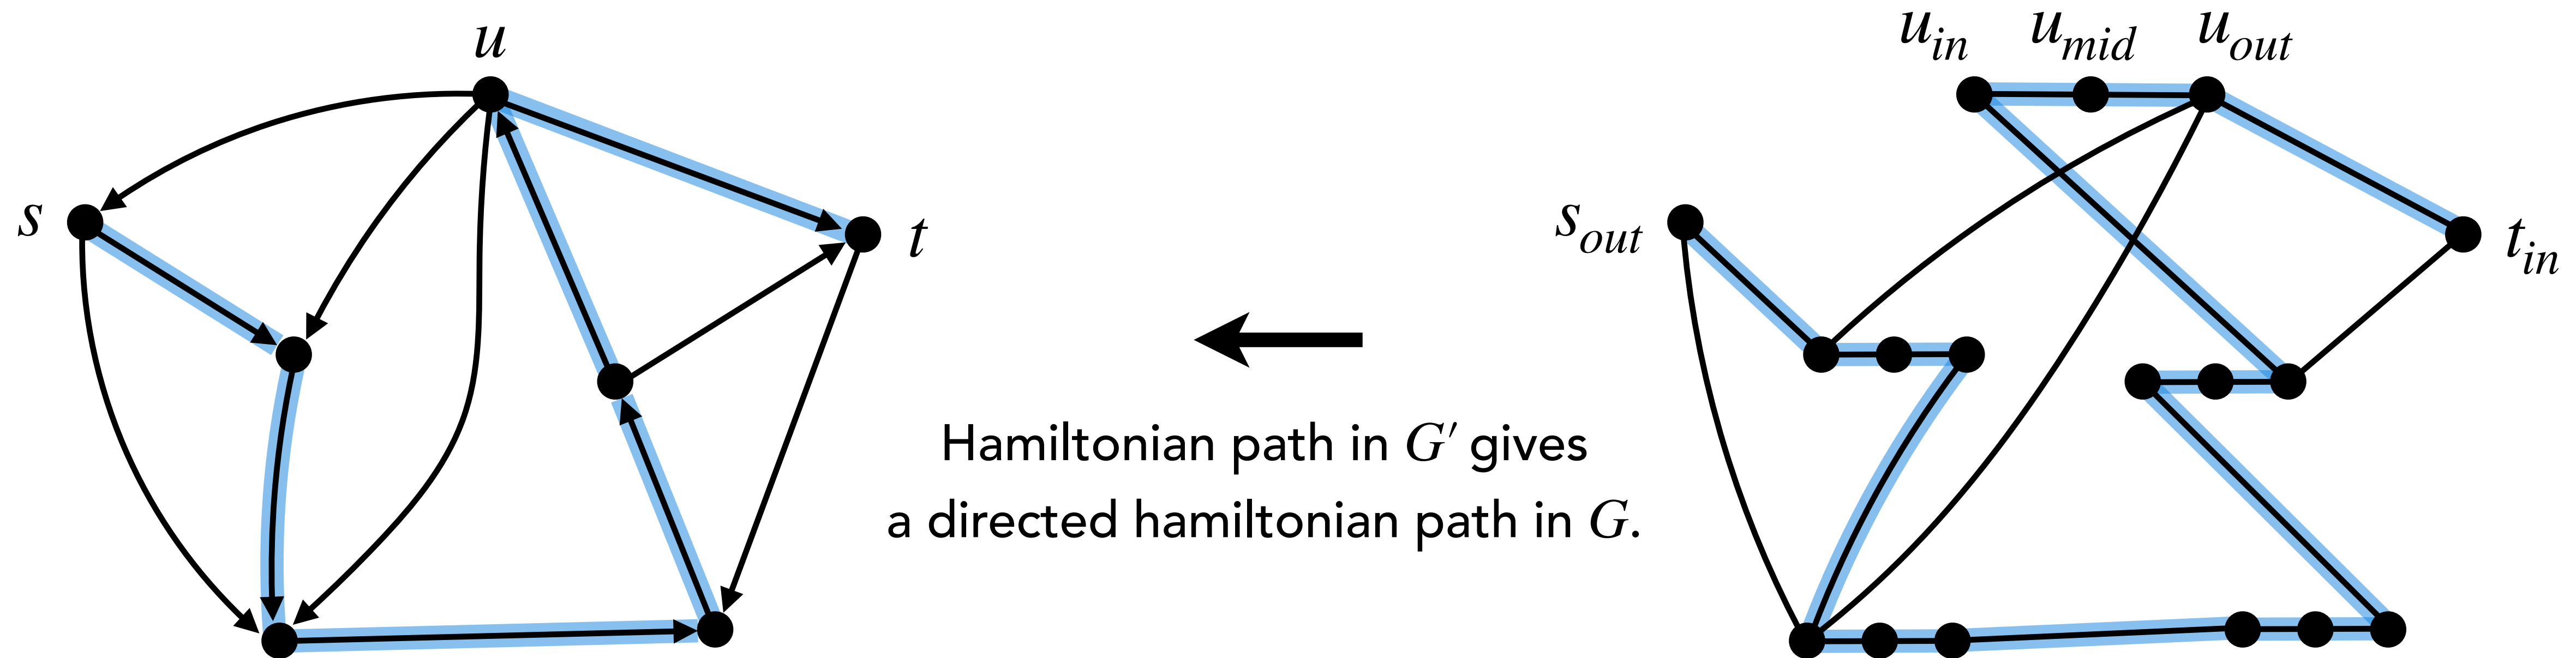 u
s
t
Hamiltonian path in G′ gives
a directed hamiltonian path in G.
u_in u_mid u_out
s_out
t_in